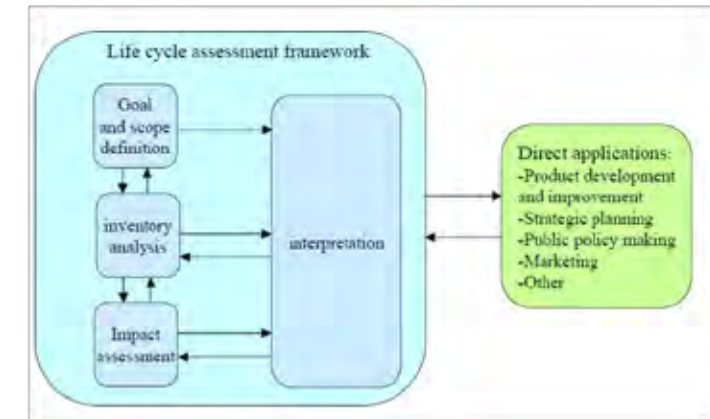 Life cycle assessment framework
Goal
and scope
definition
inventory
analysis
Impact
assessment
interpretation
Direct applications:
-Product development
and improvement
-Strategic planning
-Public policy making
-Marketing
-Other